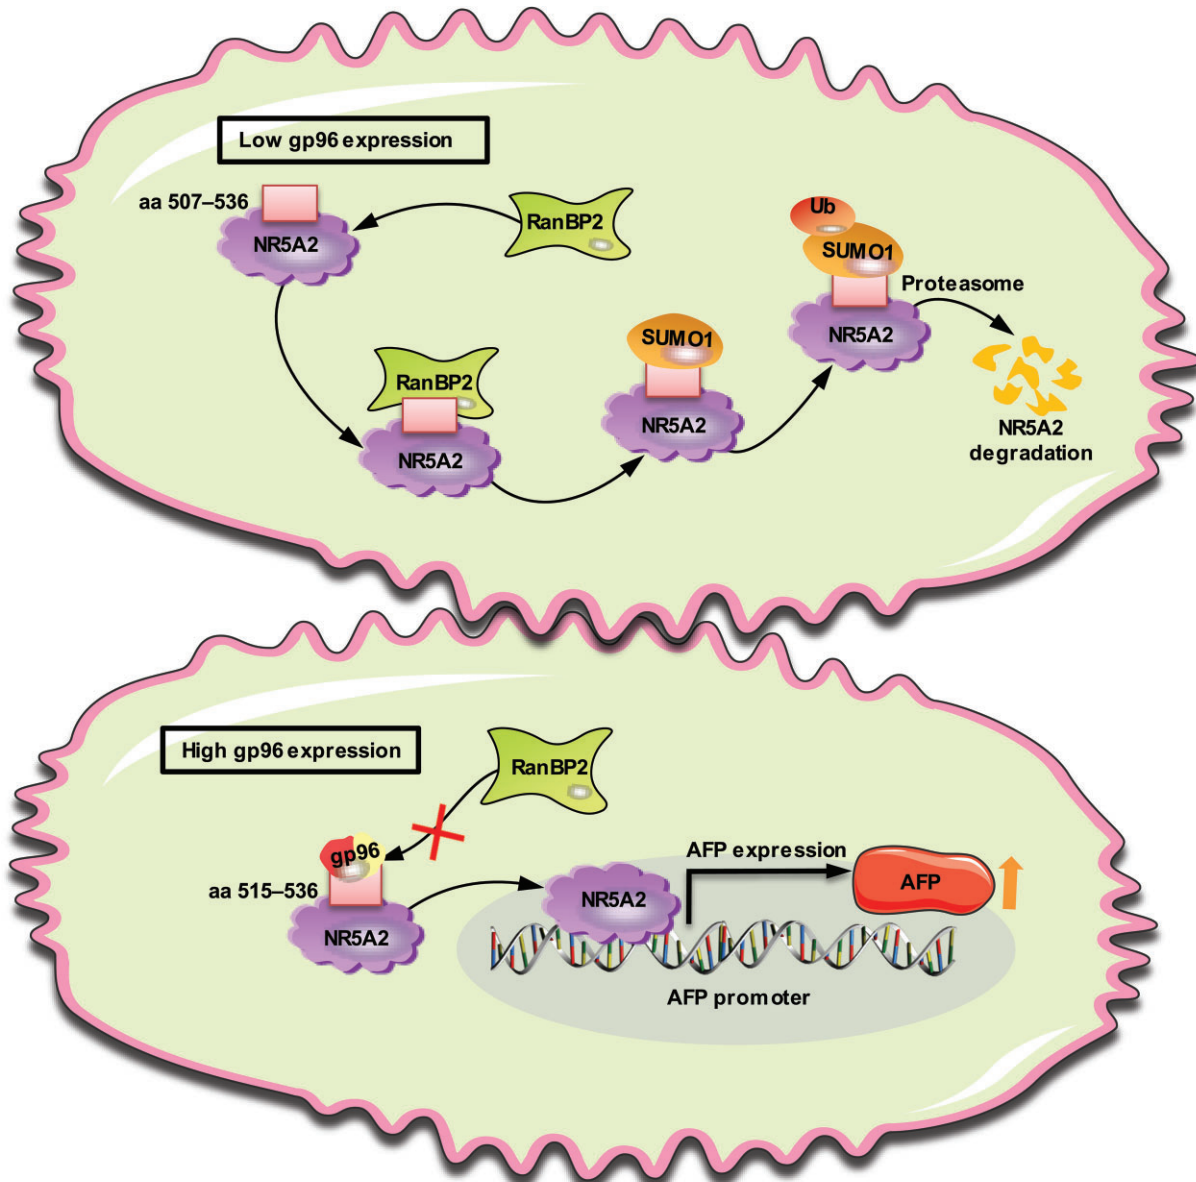 Low gp96 expression
aa 507–536
NR5A2
RanBP2
RanBP2
NR5A2
SUMO1
NR5A2
Ub
SUMO1
NR5A2
Proteasome
NR5A2
degradation
High gp96 expression
RanBP2
gp96
aa 515–536
NR5A2
NR5A2
AFP expression
AFP
AFP promoter